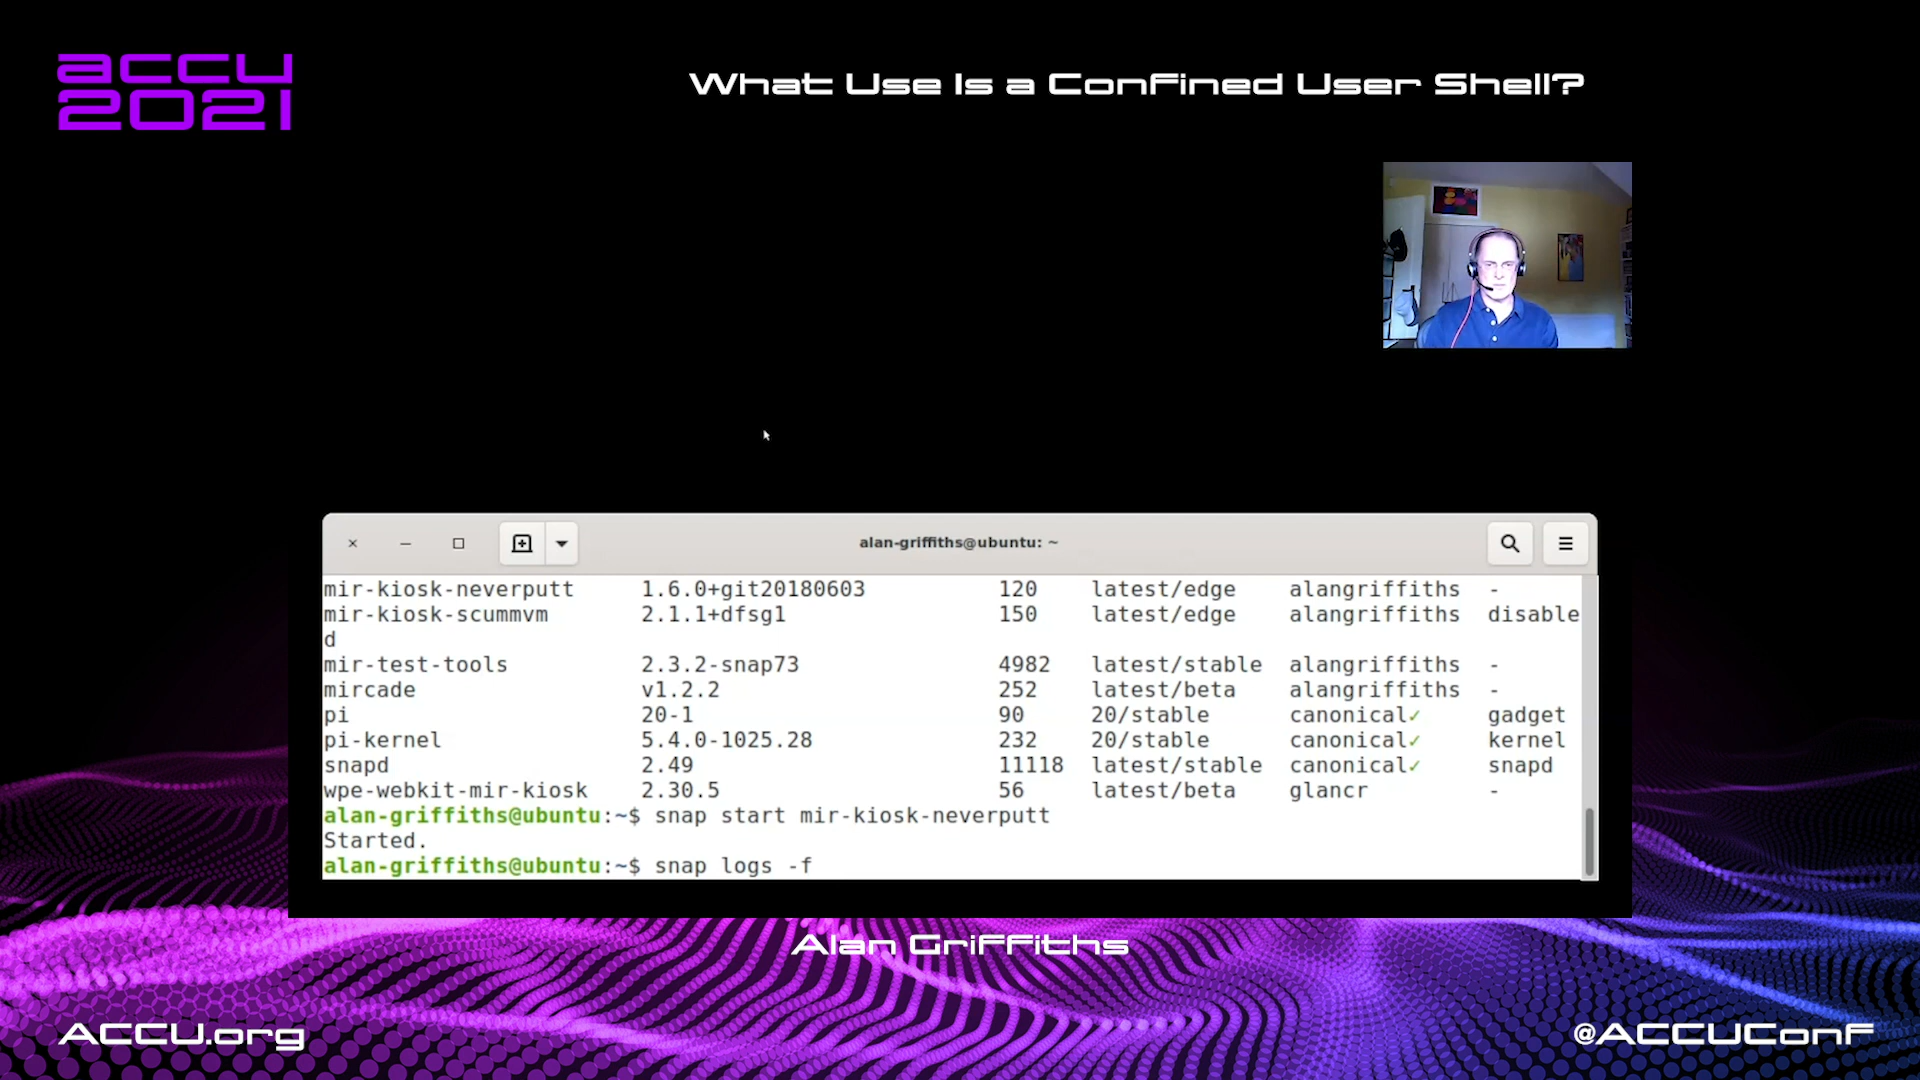 accu
2021
What Use Is a Confined User Shell?
alan-griffiths@ubuntu: ~
mir-kiosk-neverputt 1.6.0+git20180603 120 latest/edge alangriffiths -
mir-kiosk-scummvm 2.1.1+dfsg1 150 latest/edge alangriffiths disable
d
mir-test-tools 2.3.2-snap73 4982 latest/stable alangriffiths -
mircade v1.2.2 252 latest/beta alangriffiths -
pi 20-1 90 20/stable canonical✓ gadget
pi-kernel 5.4.0-1025.28 232 20/stable canonical✓ kernel
snapd 2.49 11118 latest/stable canonical✓ snapd
wpe-webkit-mir-kiosk 2.30.5 56 latest/beta glancr -
alan-griffiths@ubuntu:~$ snap start mir-kiosk-neverputt
Started.
alan-griffiths@ubuntu:~$ snap logs -f
Alan Griffiths
ACCU.org
@ACCUConf